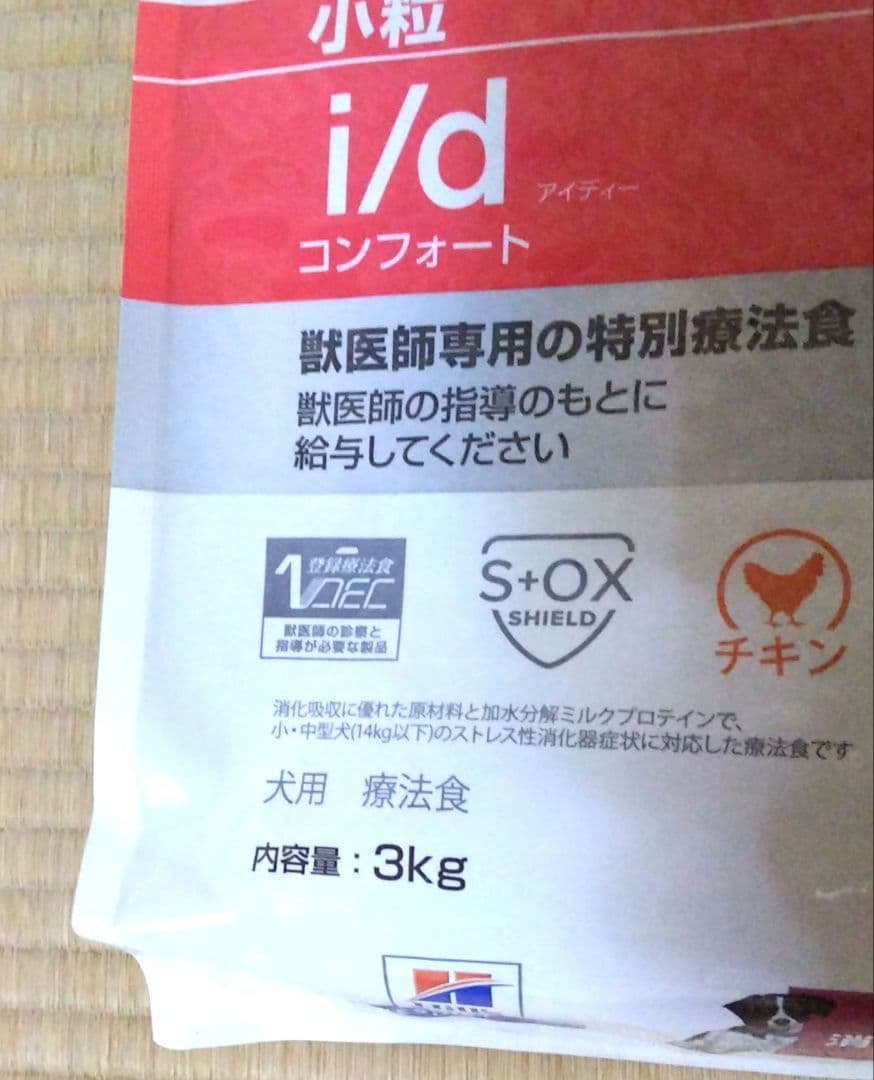 小粒
i/d アイディー
コンフォート
獣医師専用の特別療法食
獣医師の指導のもとに
給与してください
登録療法食
VDEC
獣医師の診察と
指導が必要な製品
S+OX
SHIELD
チキン
消化吸収に優れた原材料と加水分解ミルクプロテインで、
小・中型犬(14kg以下)のストレス性消化器症状に対応した療法食です
犬用 療法食
内容量：3kg